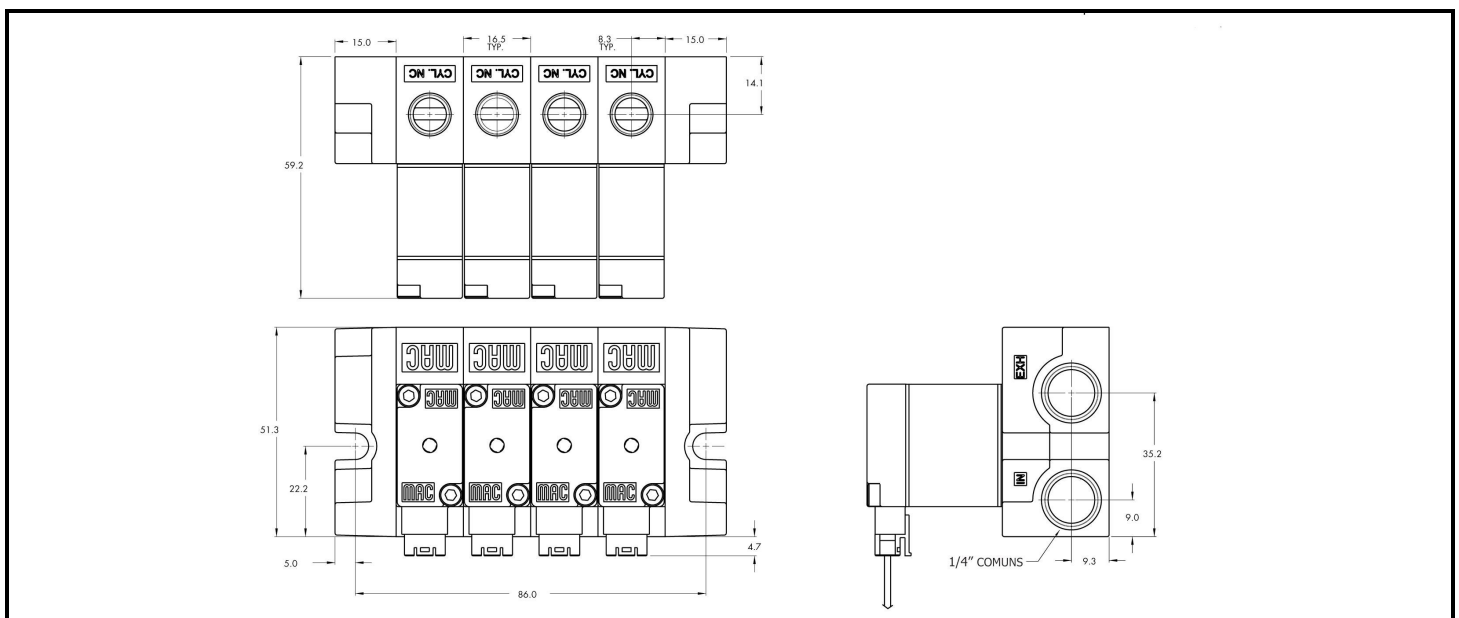 15.0
16.5
TYP.
8.3
TYP.
15.0
14.1
59.2
CYL. NC
CYL. NC
CYL. NC
CYL. NC
51.3
22.2
5.0
86.0
4.7
MAC
MAC
MAC
MAC
MAC
MAC
MAC
MAC
MAC
MAC
MAC
MAC
EXH
IN
35.2
9.0
9.3
1/4" COMUNS